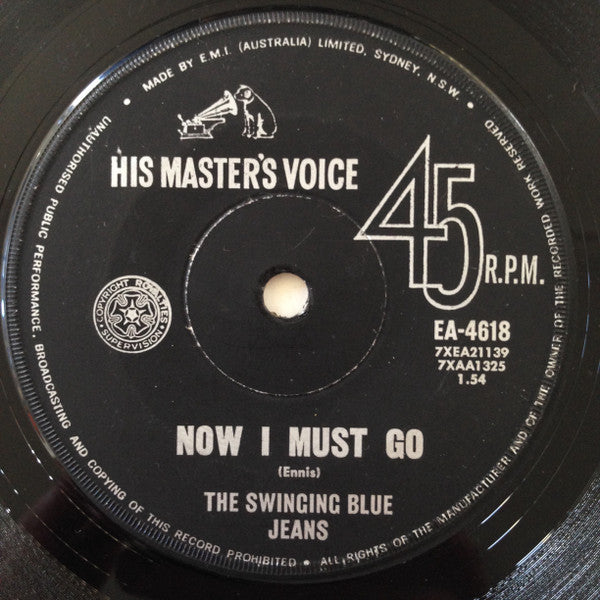 MADE BY E.M.I. (AUSTRALIA) LIMITED, SYDNEY. N.S.W. •
HIS MASTER'S VOICE
45 R.P.M.
COPYRIGHT ROYALTIES
SUPERVISION
EA-4618
7XEA21139
7XAA1325
1.54
NOW I MUST GO
(Ennis)
THE SWINGING BLUE
JEANS
UNAUTHORISED PUBLIC PERFORMANCE, BROADCASTING AND COPYING OF THIS RECORD PROHIBITED • ALL RIGHTS OF THE MANUFACTURER AND OF THE OWNER OF THE RECORDED WORK RESERVED •